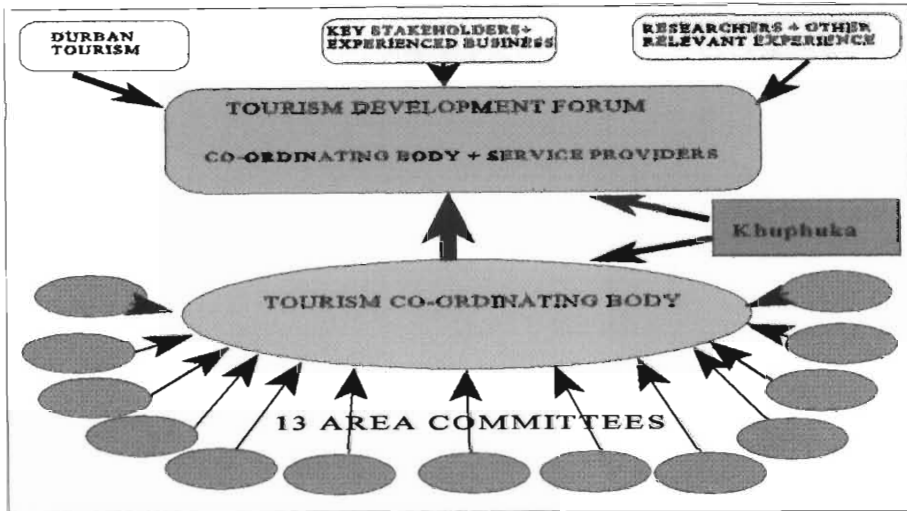 DURBAN
TOURISM
KEY STAKEHOLDERS+
EXPERIENCED BUSINESS
RESEARCHERS + OTHER
RELEVANT EXPERIENCE
TOURISM DEVELOPMENT FORUM
CO-ORDINATING BODY + SERVICE PROVIDERS
Khuphuka
TOURISM CO-ORDINATING BODY
13 AREA COMMITTEES